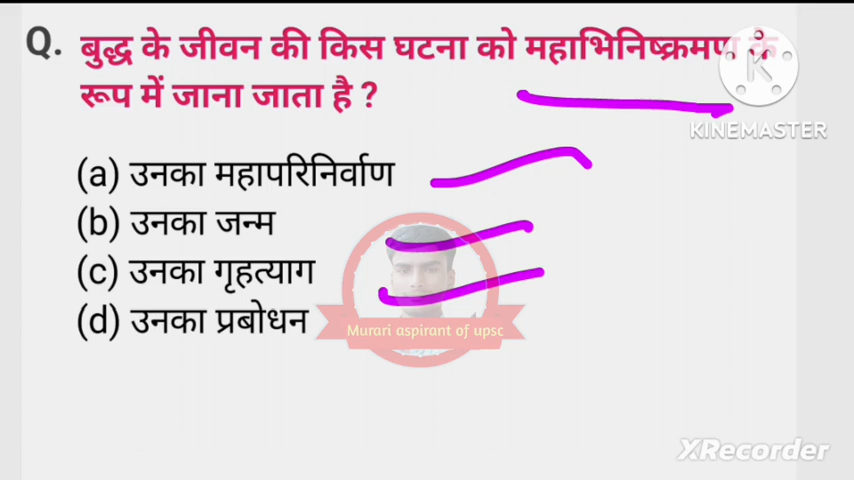 Q. बुद्ध के जीवन की किस घटना को महाभिनिष्क्रमण के
रूप में जाना जाता है ?
KINEMASTER
(a) उनका महापरिनिर्वाण
(b) उनका जन्म
(c) उनका गृहत्याग
(d) उनका प्रबोधन
Murari aspirant of upsc
XRecorder